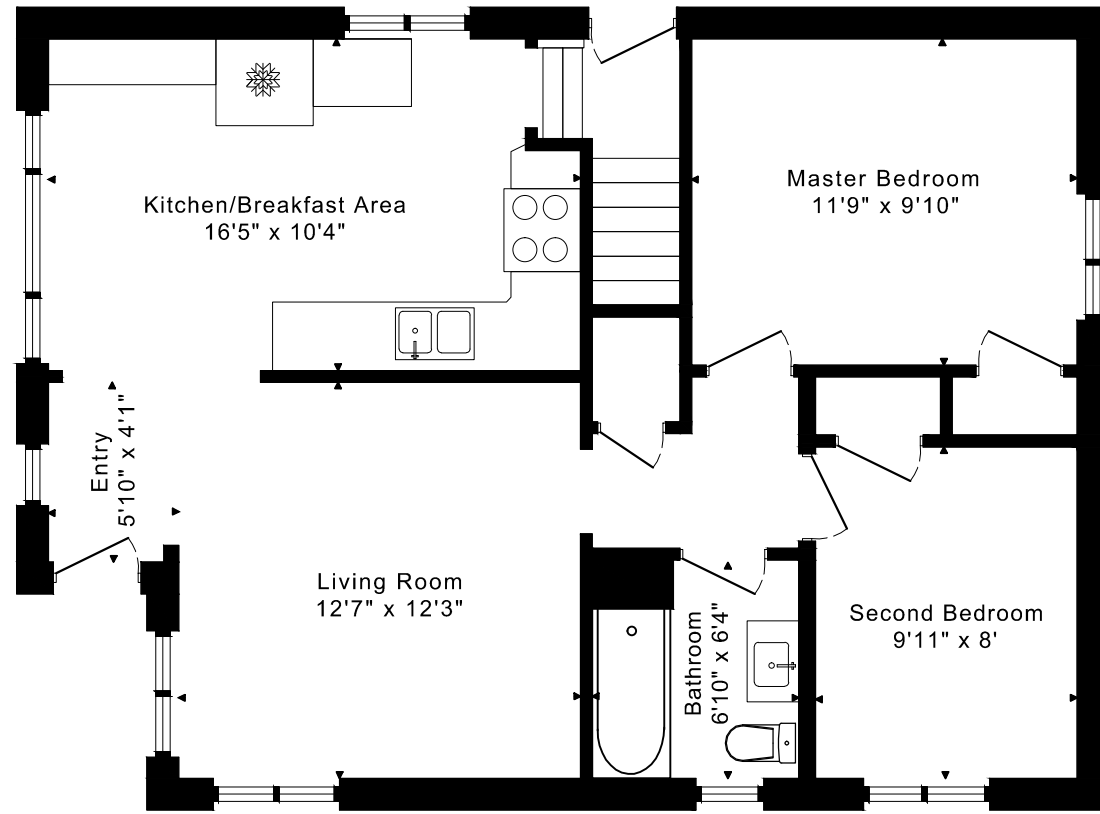 Kitchen/Breakfast Area
16'5" x 10'4"
Master Bedroom
11'9" x 9'10"
Entry
5'10" x 4'1"
Living Room
12'7" x 12'3"
Bathroom
6'10" x 6'4"
Second Bedroom
9'11" x 8'